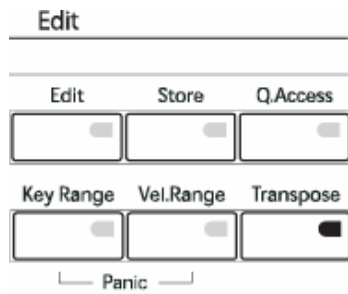 Edit
Edit Store Q.Access
Key Range Vel.Range Transpose
Panic